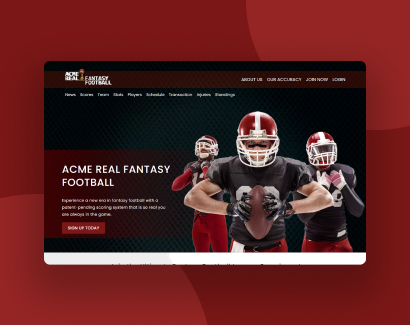 ACME
REAL
FANTASY
FOOTBALL
ABOUT US OUR ACCURACY JOIN NOW LOGIN
News Scores Team Stats Players Schedule Transaction Injuries Standings
ACME REAL FANTASY
FOOTBALL
Experience a new era in fantasy football with a
patent-pending scoring system that is so real you
are always in the game.
SIGN UP TODAY